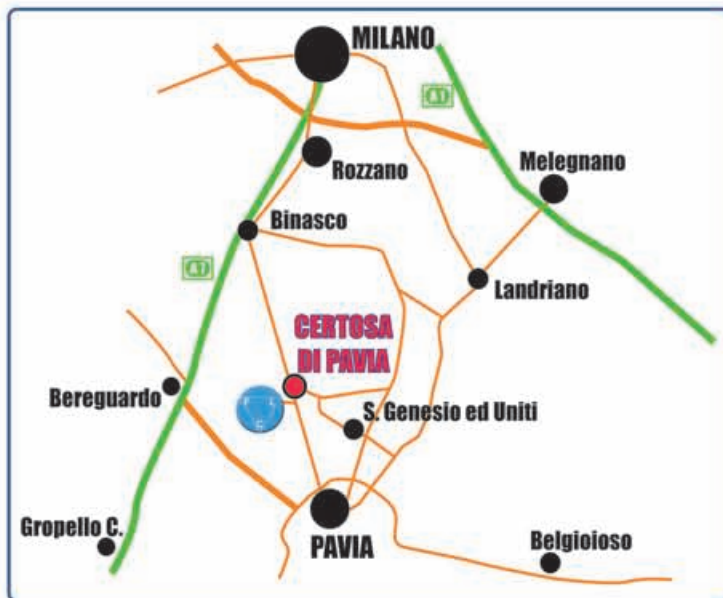 MILANO
A1
Melegnano
Rozzano
Binasco
A7
Landriano
CERTOSA
DI PAVIA
Bereguardo
F L
C
S. Genesio ed Uniti
Gropello C.
PAVIA
Belgioioso